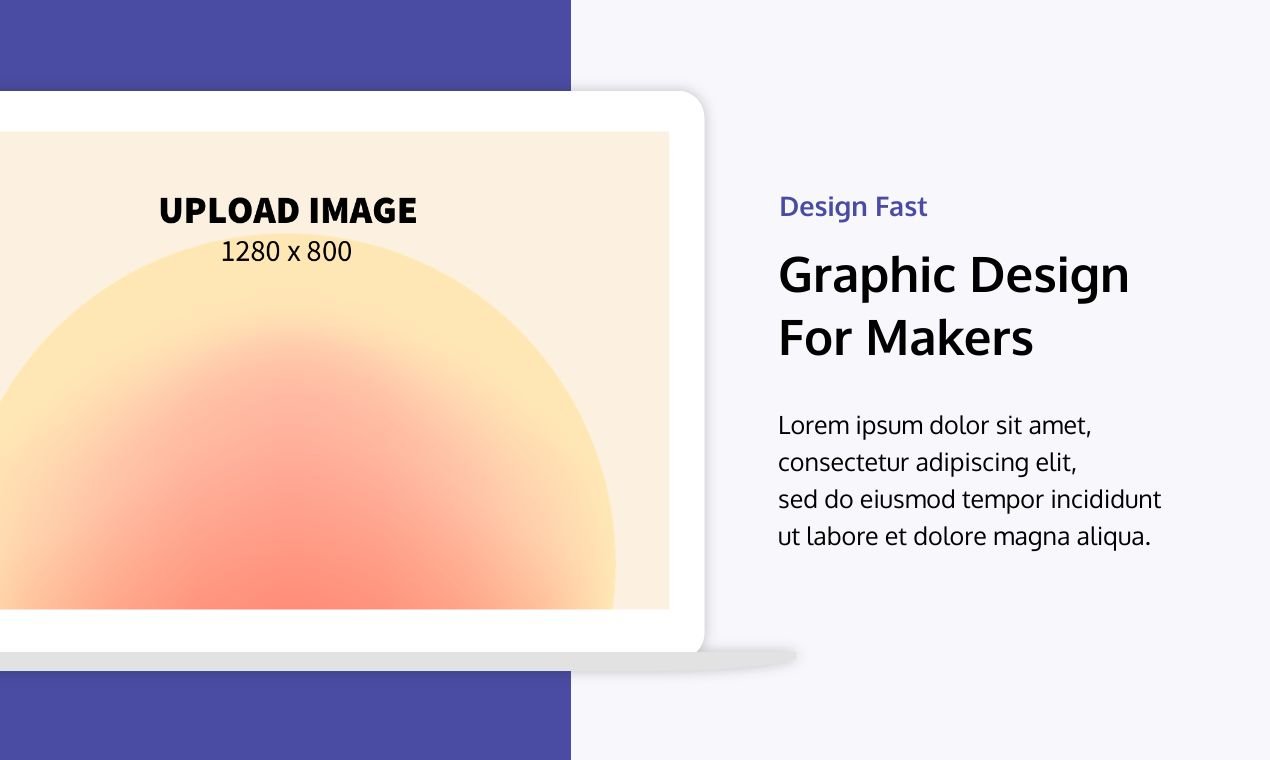 UPLOAD IMAGE
1280 x 800
Design Fast
Graphic Design
For Makers
Lorem ipsum dolor sit amet,
consectetur adipiscing elit,
sed do eiusmod tempor incididunt
ut labore et dolore magna aliqua.